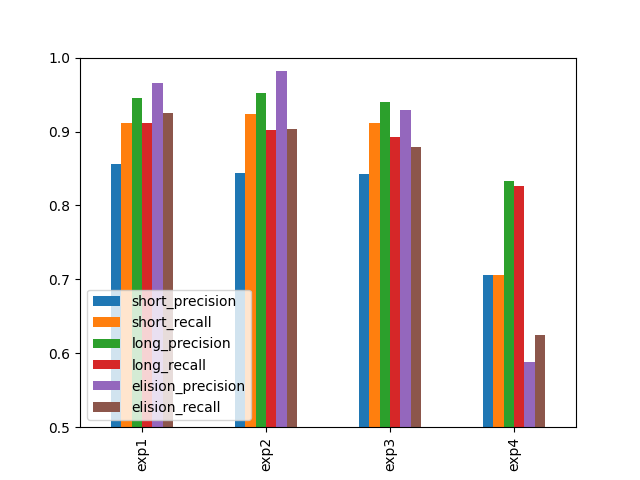 1.0
0.9
0.8
0.7
0.6
0.5
short_precision
short_recall
long_precision
long_recall
elision_precision
elision_recall
exp1
exp2
exp3
exp4